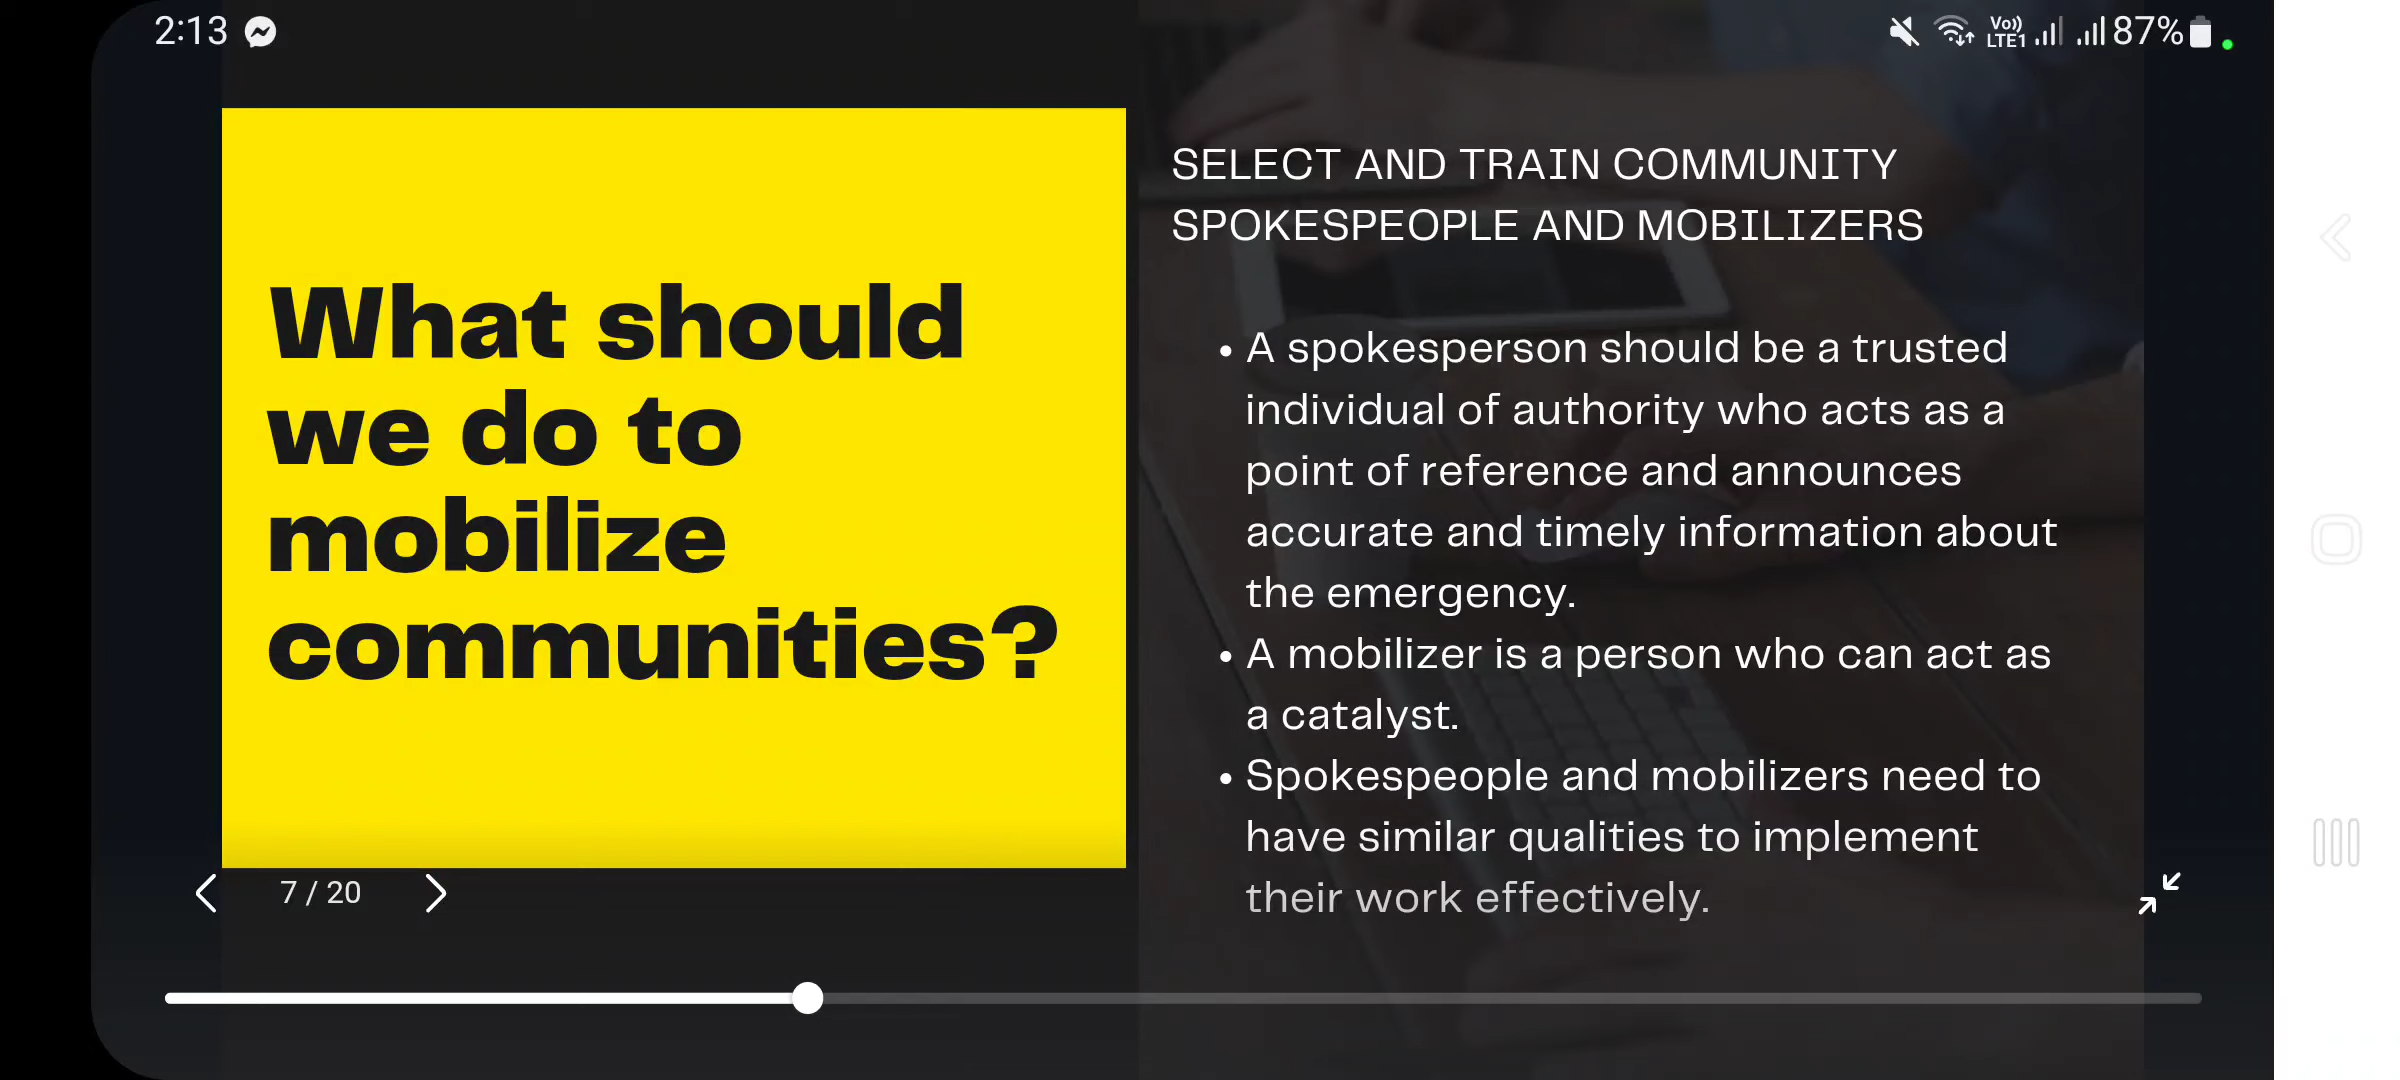 2:13
Vo))
LTE1
87%
What should
we do to
mobilize
communities?
SELECT AND TRAIN COMMUNITY
SPOKESPEOPLE AND MOBILIZERS
• A spokesperson should be a trusted
individual of authority who acts as a
point of reference and announces
accurate and timely information about
the emergency.
• A mobilizer is a person who can act as
a catalyst.
• Spokespeople and mobilizers need to
have similar qualities to implement
their work effectively.
7 / 20